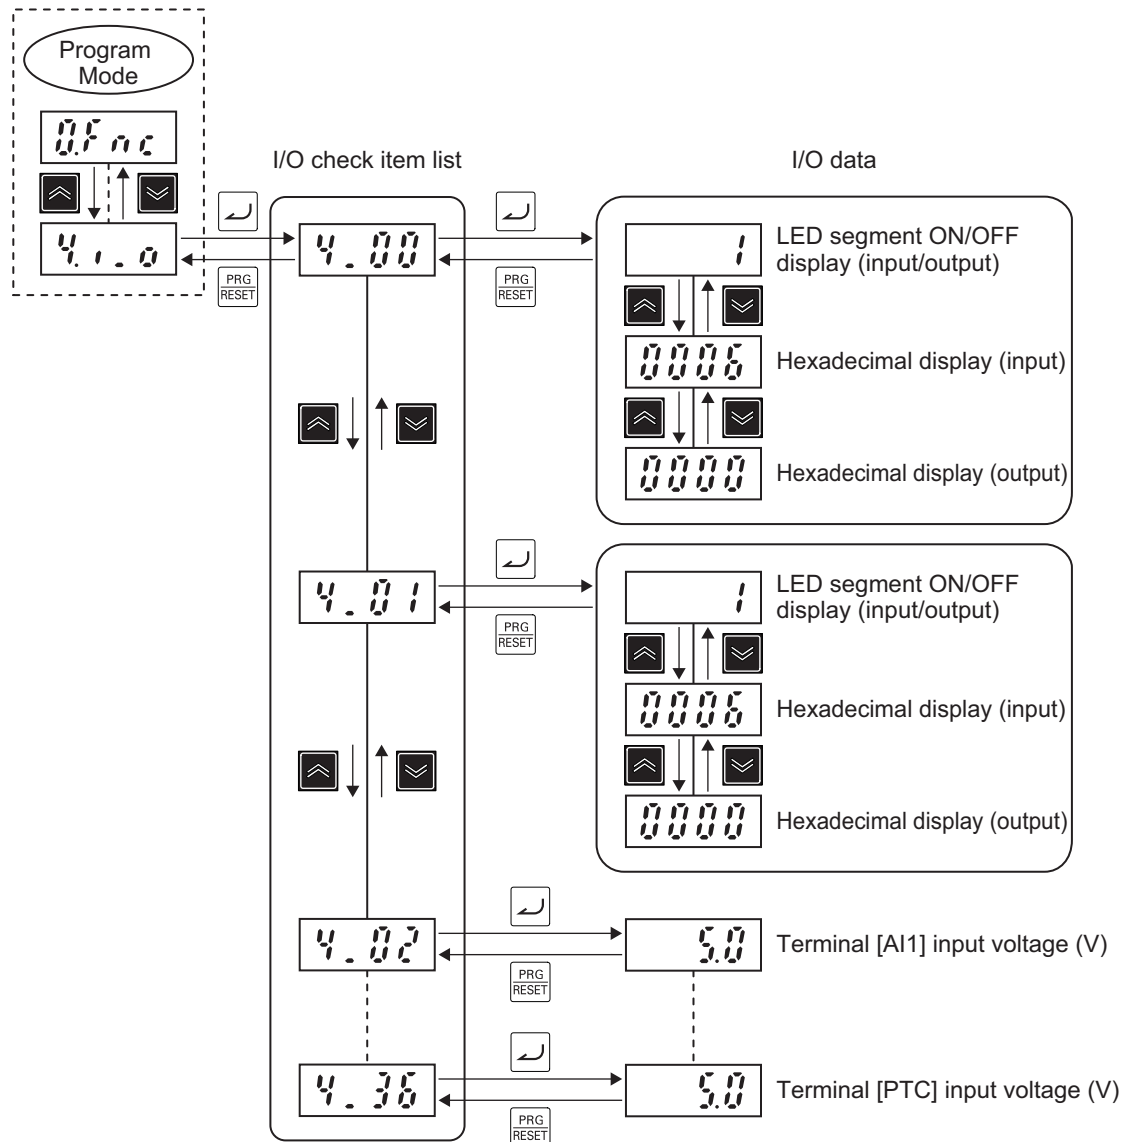 Program
Mode
0.Fnc
I/O check item list
I/O data
4.i_o
4_00
1
LED segment ON/OFF
display (input/output)
PRG
RESET
PRG
RESET
0006
Hexadecimal display (input)
0000
Hexadecimal display (output)
4_01
1
LED segment ON/OFF
display (input/output)
PRG
RESET
0006
Hexadecimal display (input)
0000
Hexadecimal display (output)
4_02
5.0
Terminal [AI1] input voltage (V)
PRG
RESET
4_36
5.0
Terminal [PTC] input voltage (V)
PRG
RESET